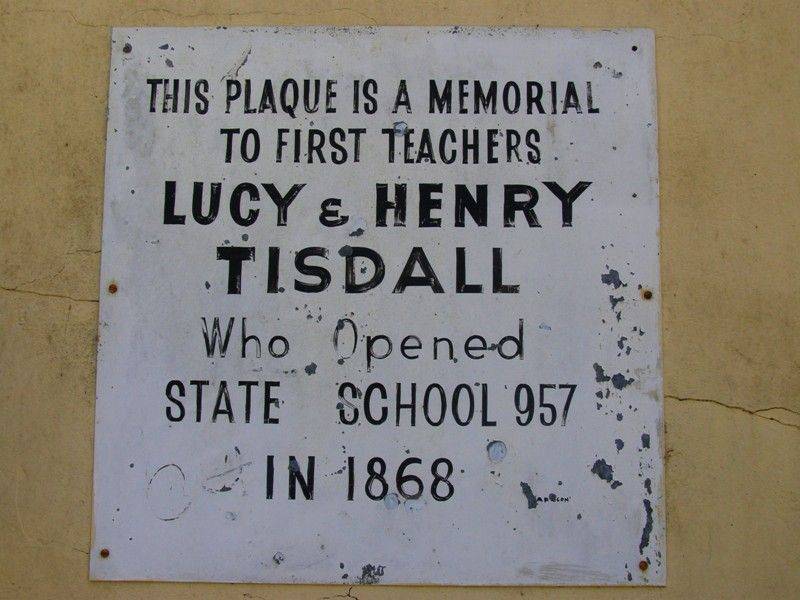 THIS PLAQUE IS A MEMORIAL
TO FIRST TEACHERS
LUCY & HENRY
TISDALL
Who Opened
STATE SCHOOL 957
IN 1868